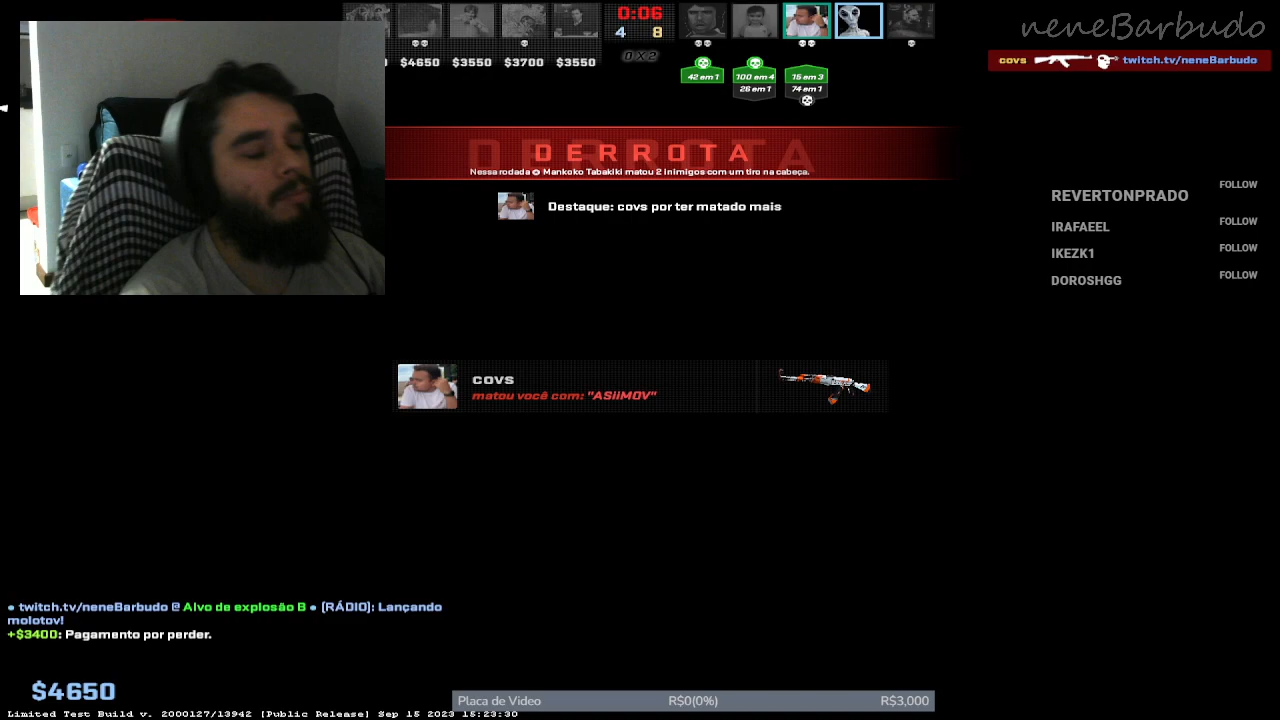 0:06
4 8
0X2
$4650 $3550 $3700 $3550
neneBarbudo
covs twitch.tv/neneBarbudo
42 em 1
100 em 4
26 em 1
15 em 3
74 em 1
DERROTA
Nessa rodada Mankoko Tabakiki matou 2 inimigos com um tiro na cabeça.
Destaque: covs por ter matado mais
REVERTONPRADO FOLLOW
IRAFAEEL FOLLOW
IKEZK1 FOLLOW
DOROSHGG FOLLOW
covs
matou você com: "ASiiMOV"
• twitch.tv/neneBarbudo @ Alvo de explosão B • (RÁDIO): Lançando
molotov!
+$3400: Pagamento por perder.
$4650
Placa de Video R$0(0%) R$3,000
Limited Test Build v. 2000127/13942 [Public Release] Sep 15 2023 15:23:30